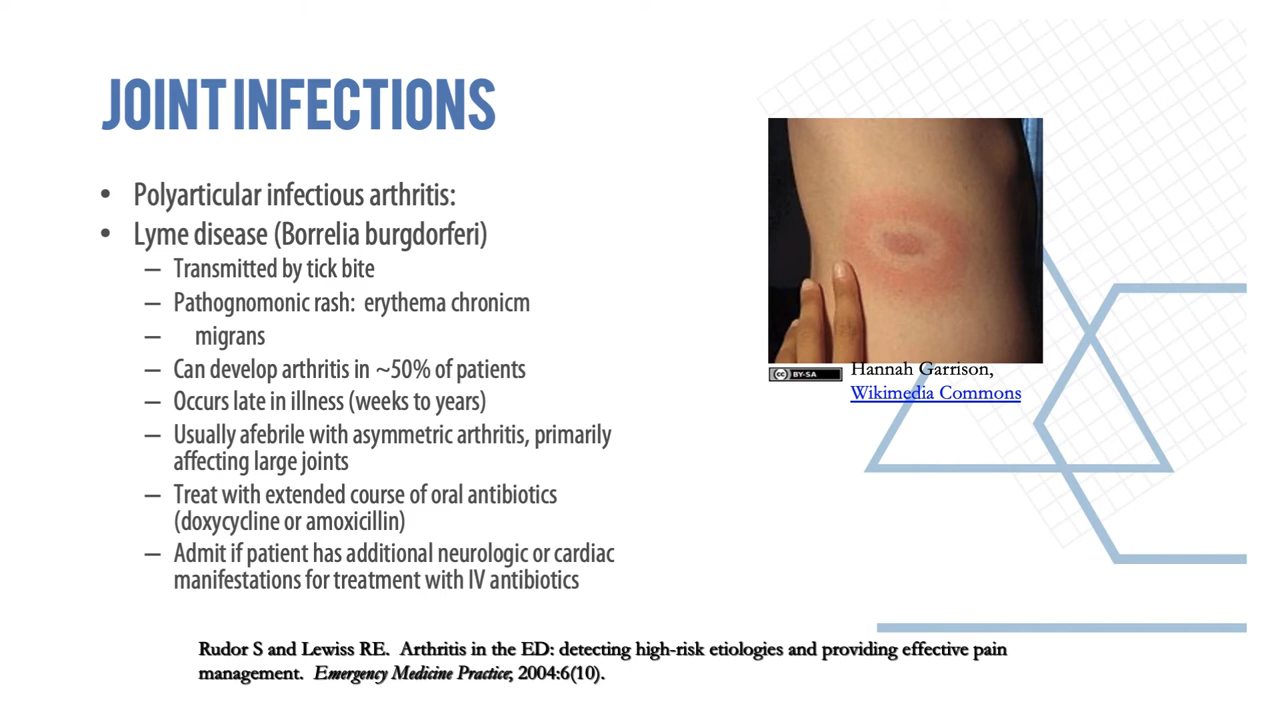 JOINT INFECTIONS
• Polyarticular infectious arthritis:
• Lyme disease (Borrelia burgdorferi)
– Transmitted by tick bite
– Pathognomonic rash: erythema chronicm
– migrans
– Can develop arthritis in ~50% of patients
– Occurs late in illness (weeks to years)
– Usually afebrile with asymmetric arthritis, primarily
affecting large joints
– Treat with extended course of oral antibiotics
(doxycycline or amoxicillin)
– Admit if patient has additional neurologic or cardiac
manifestations for treatment with IV antibiotics
cc BY-SA
Hannah Garrison,
Wikimedia Commons
Rudor S and Lewiss RE. Arthritis in the ED: detecting high-risk etiologies and providing effective pain
management. Emergency Medicine Practice; 2004:6(10).